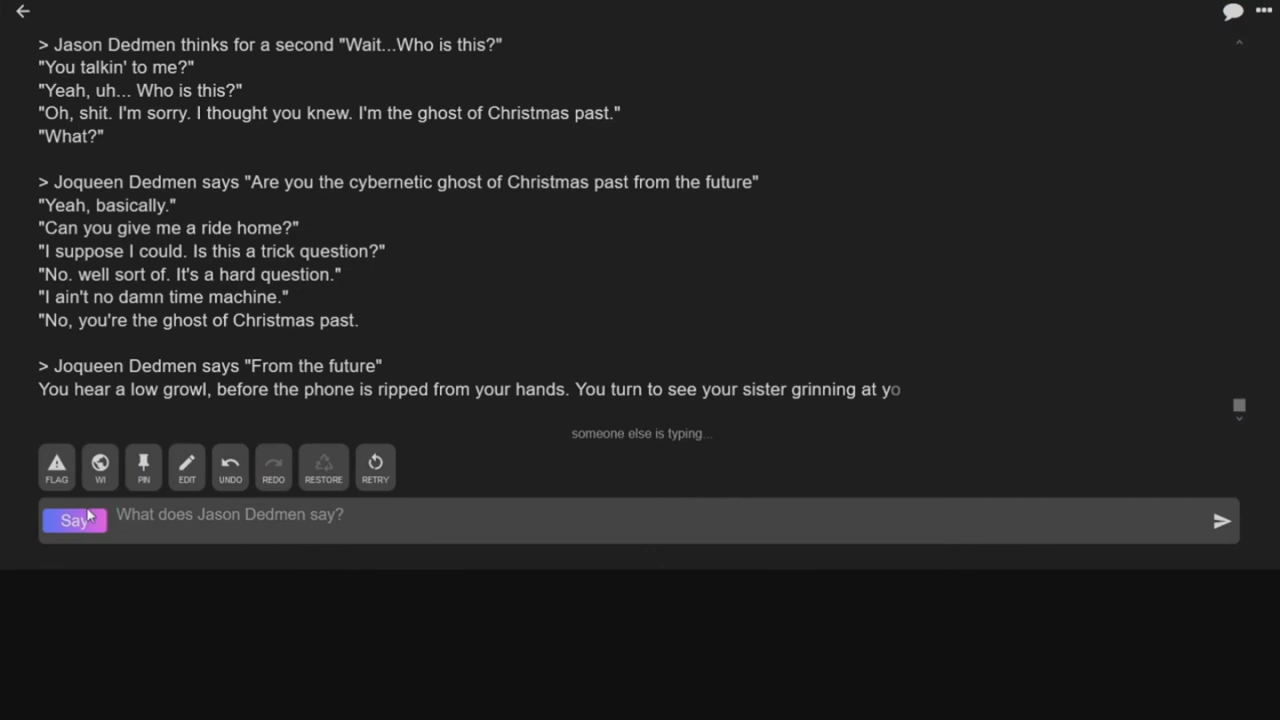 > Jason Dedmen thinks for a second "Wait...Who is this?"
"You talkin' to me?"
"Yeah, uh... Who is this?"
"Oh, shit. I'm sorry. I thought you knew. I'm the ghost of Christmas past."
"What?"
> Joqueen Dedmen says "Are you the cybernetic ghost of Christmas past from the future"
"Yeah, basically."
"Can you give me a ride home?"
"I suppose I could. Is this a trick question?"
"No. well sort of. It's a hard question."
"I ain't no damn time machine."
"No, you're the ghost of Christmas past.
> Joqueen Dedmen says "From the future"
You hear a low growl, before the phone is ripped from your hands. You turn to see your sister grinning at yo
someone else is typing...
FLAG WI PIN EDIT UNDO REDO RESTORE RETRY
Say What does Jason Dedmen say?